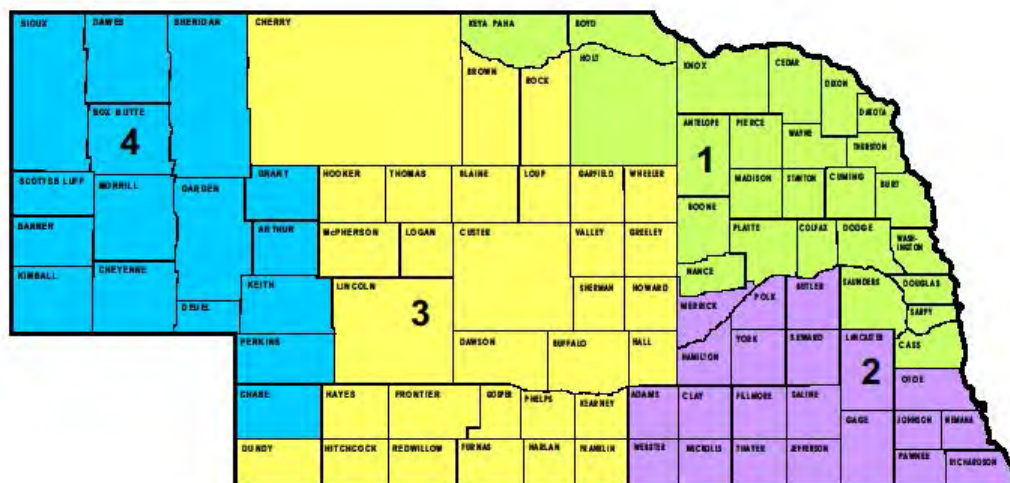 SIOUX DAWES SHERIDAN CHERRY KEYA PAHA BOYD
HOLT KNOX CEDAR
BROWN ROCK DIXON
BOX BUTTE DAKOTA
4 ANTELOPE PIERCE WAYNE
1 THURSTON
SCOTTSS LUFF MORRILL GARDEN GRANT HOOKER THOMAS BLAINE LOUP GARFIELD WHEELER MADISON STANTON CUMING BURT
BOONE
BANNER ARTHUR McPHERSON LOGAN CUSTER VALLEY GREELEY PLATTE COLFAX DODGE WASH-
INGTON
KIMBALL CHEYENNE KEITH LINCOLN NANCE SAUNDERS DOUGLAS
DEUEL 3 SHERMAN HOWARD MERRICK POLK BUTLER SARPY
PERKINS DAWSON BUFFALO HALL HAMILTON YORK SEWARD LANCASTER CASS
2 OTOE
CHASE HAYES FRONTIER GOSPER PHELPS KEARNEY ADAMS CLAY FILLMORE SALINE
GAGE JOHNSON NEMAHA
DUNDY HITCHCOCK REDWILLOW FURNAS HARLAN FRANKLIN WEBSTER NUCKOLLS THAYER JEFFERSON PAWNEE RICHARDSON